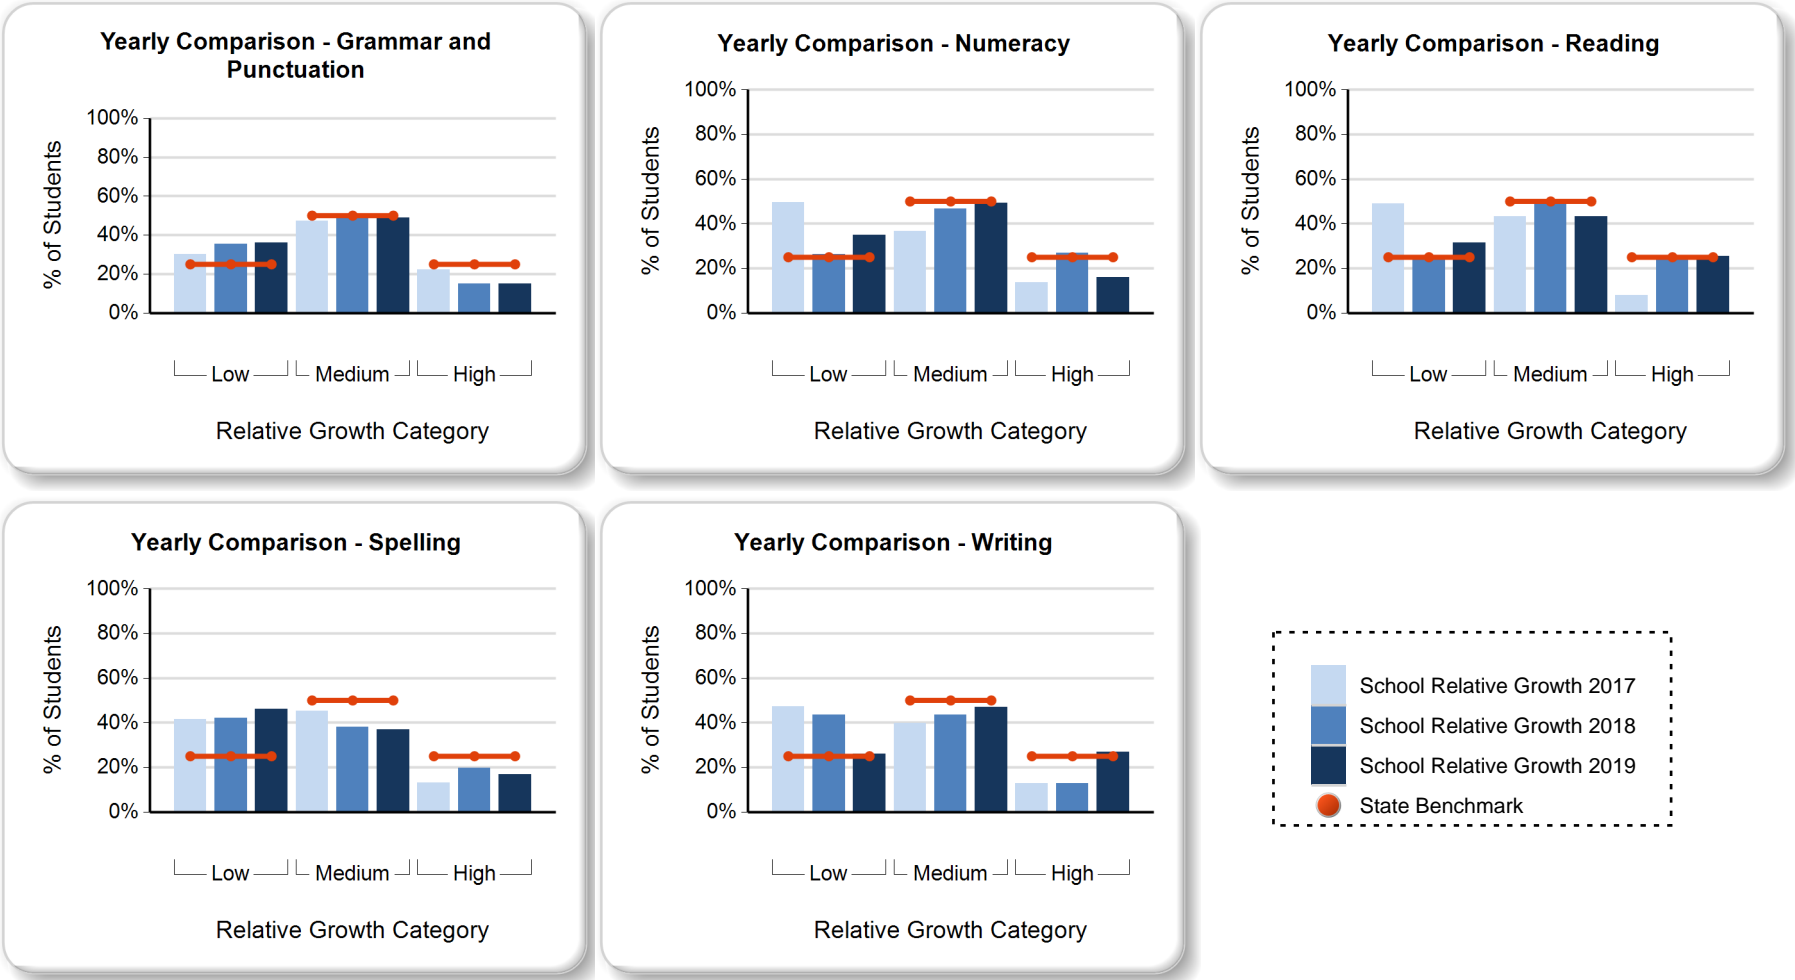 Yearly Comparison - Grammar and
Punctuation
% of Students
100%
80%
60%
40%
20%
0%
Low
Medium
High
Relative Growth Category
Yearly Comparison - Numeracy
% of Students
100%
80%
60%
40%
20%
0%
Low
Medium
High
Relative Growth Category
Yearly Comparison - Reading
% of Students
100%
80%
60%
40%
20%
0%
Low
Medium
High
Relative Growth Category
Yearly Comparison - Spelling
% of Students
100%
80%
60%
40%
20%
0%
Low
Medium
High
Relative Growth Category
Yearly Comparison - Writing
% of Students
100%
80%
60%
40%
20%
0%
Low
Medium
High
Relative Growth Category
School Relative Growth 2017
School Relative Growth 2018
School Relative Growth 2019
State Benchmark